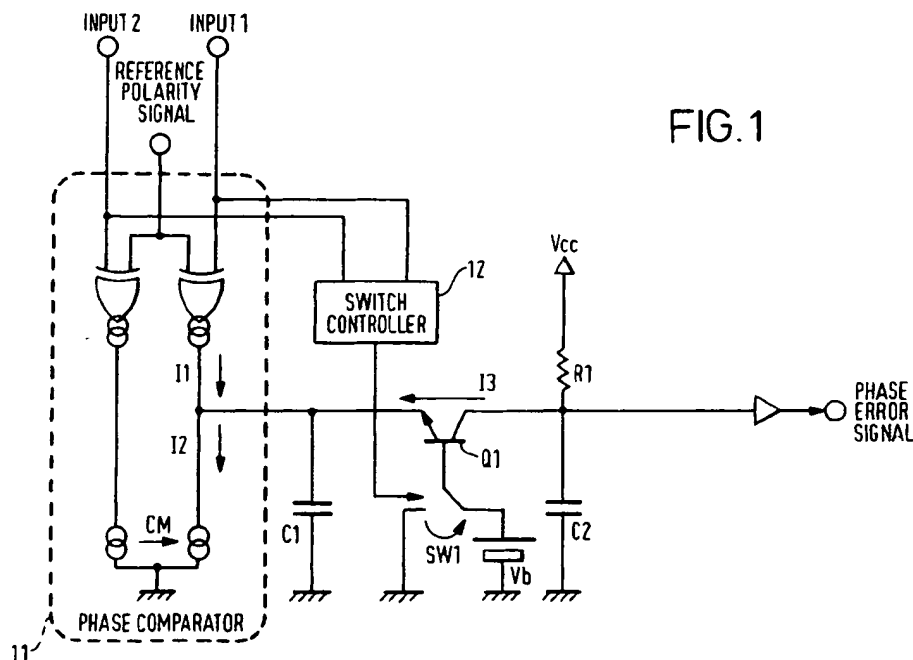 INPUT 2
INPUT 1
REFERENCE
POLARITY
SIGNAL
FIG.1
12
Vcc
SWITCH
CONTROLLER
R1
I1
I3
PHASE
ERROR
SIGNAL
I2
Q1
CM
C1
SW1
Vb
C2
PHASE COMPARATOR
11